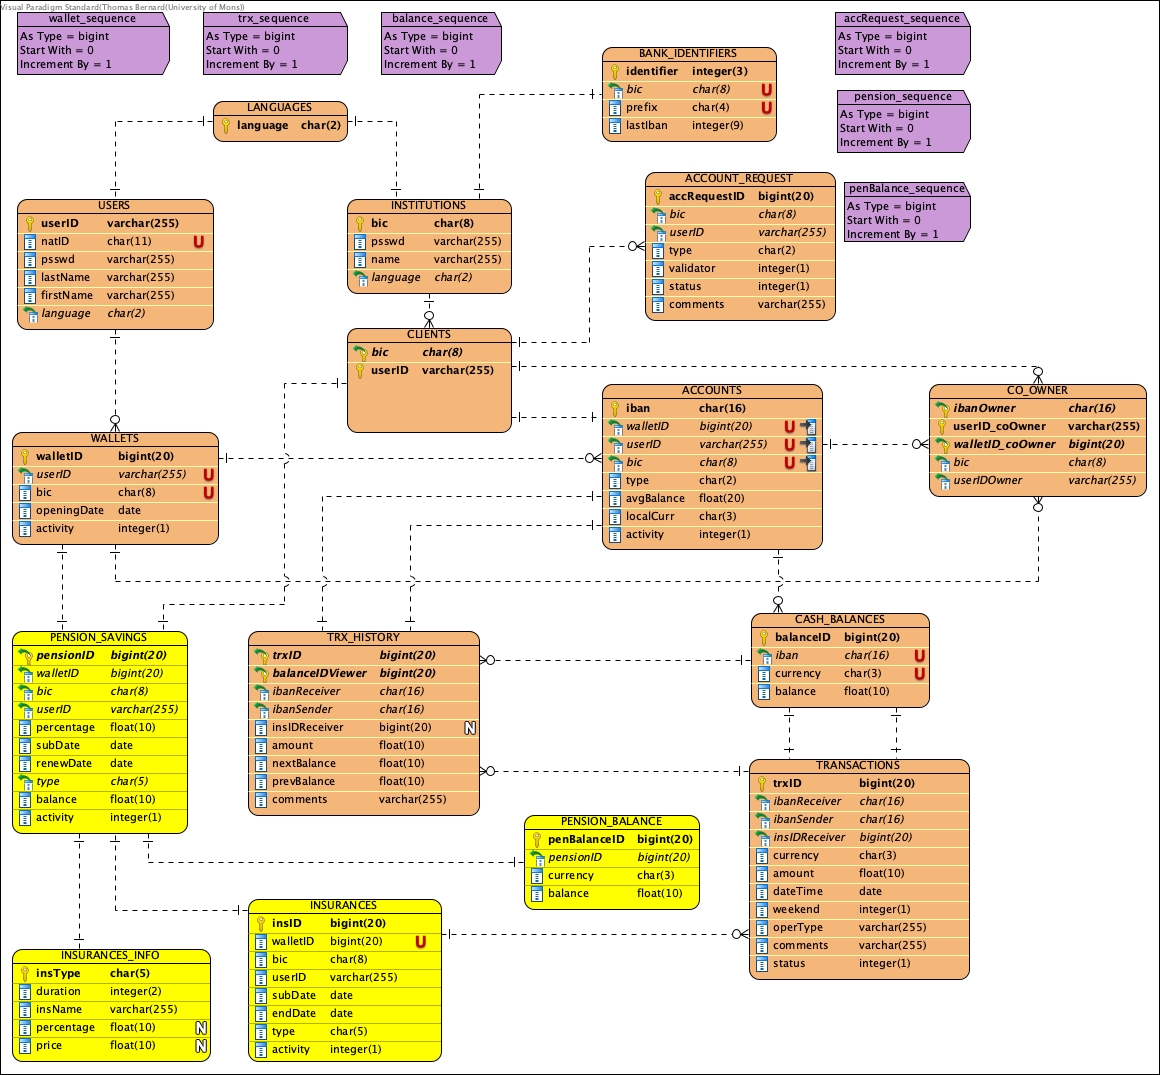 Visual Paradigm Standard(Thomas Bernard(University of Mons))
wallet_sequence
As Type = bigint
Start With = 0
Increment By = 1
trx_sequence
As Type = bigint
Start With = 0
Increment By = 1
balance_sequence
As Type = bigint
Start With = 0
Increment By = 1
accRequest_sequence
As Type = bigint
Start With = 0
Increment By = 1
pension_sequence
As Type = bigint
Start With = 0
Increment By = 1
penBalance_sequence
As Type = bigint
Start With = 0
Increment By = 1
BANK_IDENTIFIERS
identifier integer(3)
bic char(8) U
prefix char(4) U
lastIban integer(9)
LANGUAGES
language char(2)
USERS
userID varchar(255)
natID char(11) U
psswd varchar(255)
lastName varchar(255)
firstName varchar(255)
language char(2)
INSTITUTIONS
bic char(8)
psswd varchar(255)
name varchar(255)
language char(2)
ACCOUNT_REQUEST
accRequestID bigint(20)
bic char(8)
userID varchar(255)
type char(2)
validator integer(1)
status integer(1)
comments varchar(255)
CLIENTS
bic char(8)
userID varchar(255)
ACCOUNTS
iban char(16)
walletID bigint(20) U
userID varchar(255) U
bic char(8) U
type char(2)
avgBalance float(20)
localCurr char(3)
activity integer(1)
CO_OWNER
ibanOwner char(16)
userID_coOwner varchar(255)
walletID_coOwner bigint(20)
bic char(8)
userIDOwner varchar(255)
WALLETS
walletID bigint(20)
userID varchar(255) U
bic char(8) U
openingDate date
activity integer(1)
PENSION_SAVINGS
pensionID bigint(20)
walletID bigint(20)
bic char(8)
userID varchar(255)
percentage float(10)
subDate date
renewDate date
type char(5)
balance float(10)
activity integer(1)
TRX_HISTORY
trxID bigint(20)
balanceIDViewer bigint(20)
ibanReceiver char(16)
ibanSender char(16)
insIDReceiver bigint(20) N
amount float(10)
nextBalance float(10)
prevBalance float(10)
comments varchar(255)
CASH_BALANCES
balanceID bigint(20)
iban char(16) U
currency char(3) U
balance float(10)
TRANSACTIONS
trxID bigint(20)
ibanReceiver char(16)
ibanSender char(16)
insIDReceiver bigint(20)
currency char(3)
amount float(10)
dateTime date
weekend integer(1)
operType varchar(255)
comments varchar(255)
status integer(1)
PENSION_BALANCE
penBalanceID bigint(20)
pensionID bigint(20)
currency char(3)
balance float(10)
INSURANCES
insID bigint(20)
walletID bigint(20) U
bic char(8)
userID varchar(255)
subDate date
endDate date
type char(5)
activity integer(1)
INSURANCES_INFO
insType char(5)
duration integer(2)
insName varchar(255)
percentage float(10) N
price float(10) N